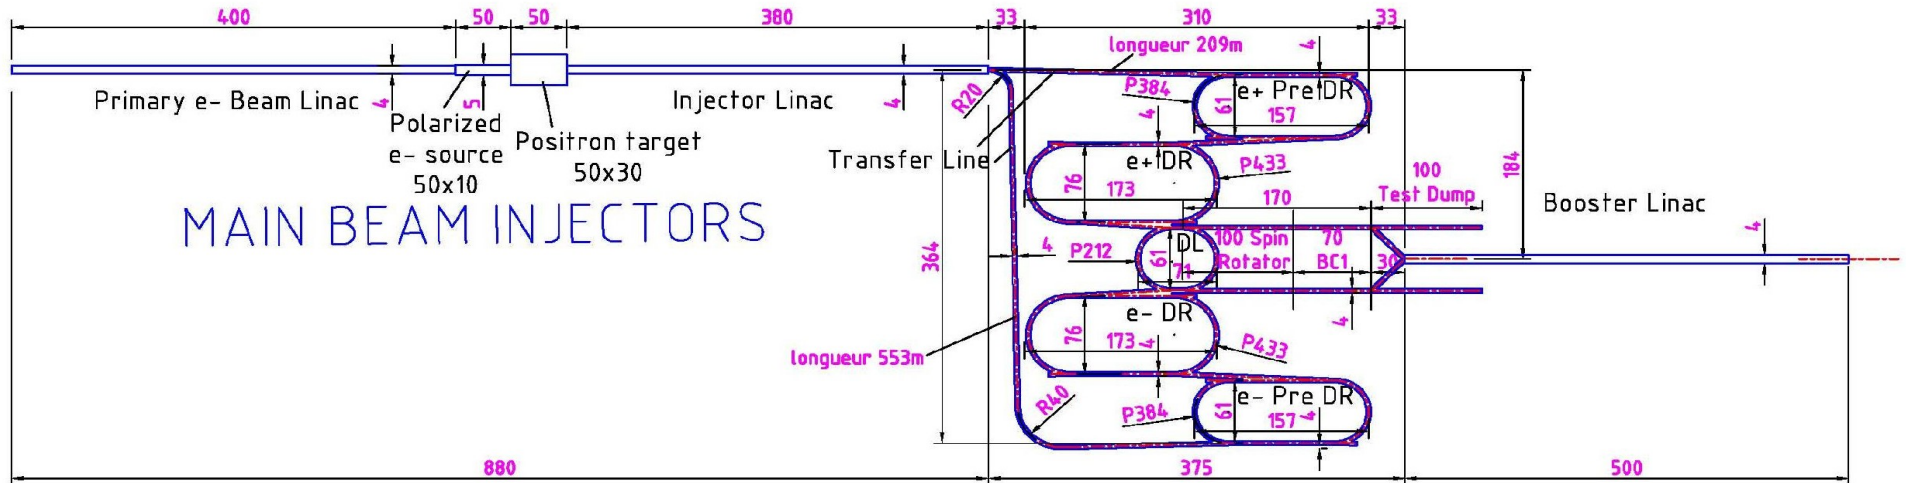 400
50
50
380
33
310
33
longueur 209m
4
4
5
4
Primary e- Beam Linac
Polarized
e- source
50x10
Positron target
50x30
Injector Linac
R20
P384
61
e+ Pre DR
157
4
Transfer Line
e+ DR
76
173
P433
184
100
Test Dump
170
MAIN BEAM INJECTORS
Booster Linac
4
364
4
P212
61
DL
71
100 Spin
Rotator
70
BC1
30
4
e- DR
76
173
4
P433
longueur 553m
R40
P384
61
e- Pre DR
157
4
880
375
500